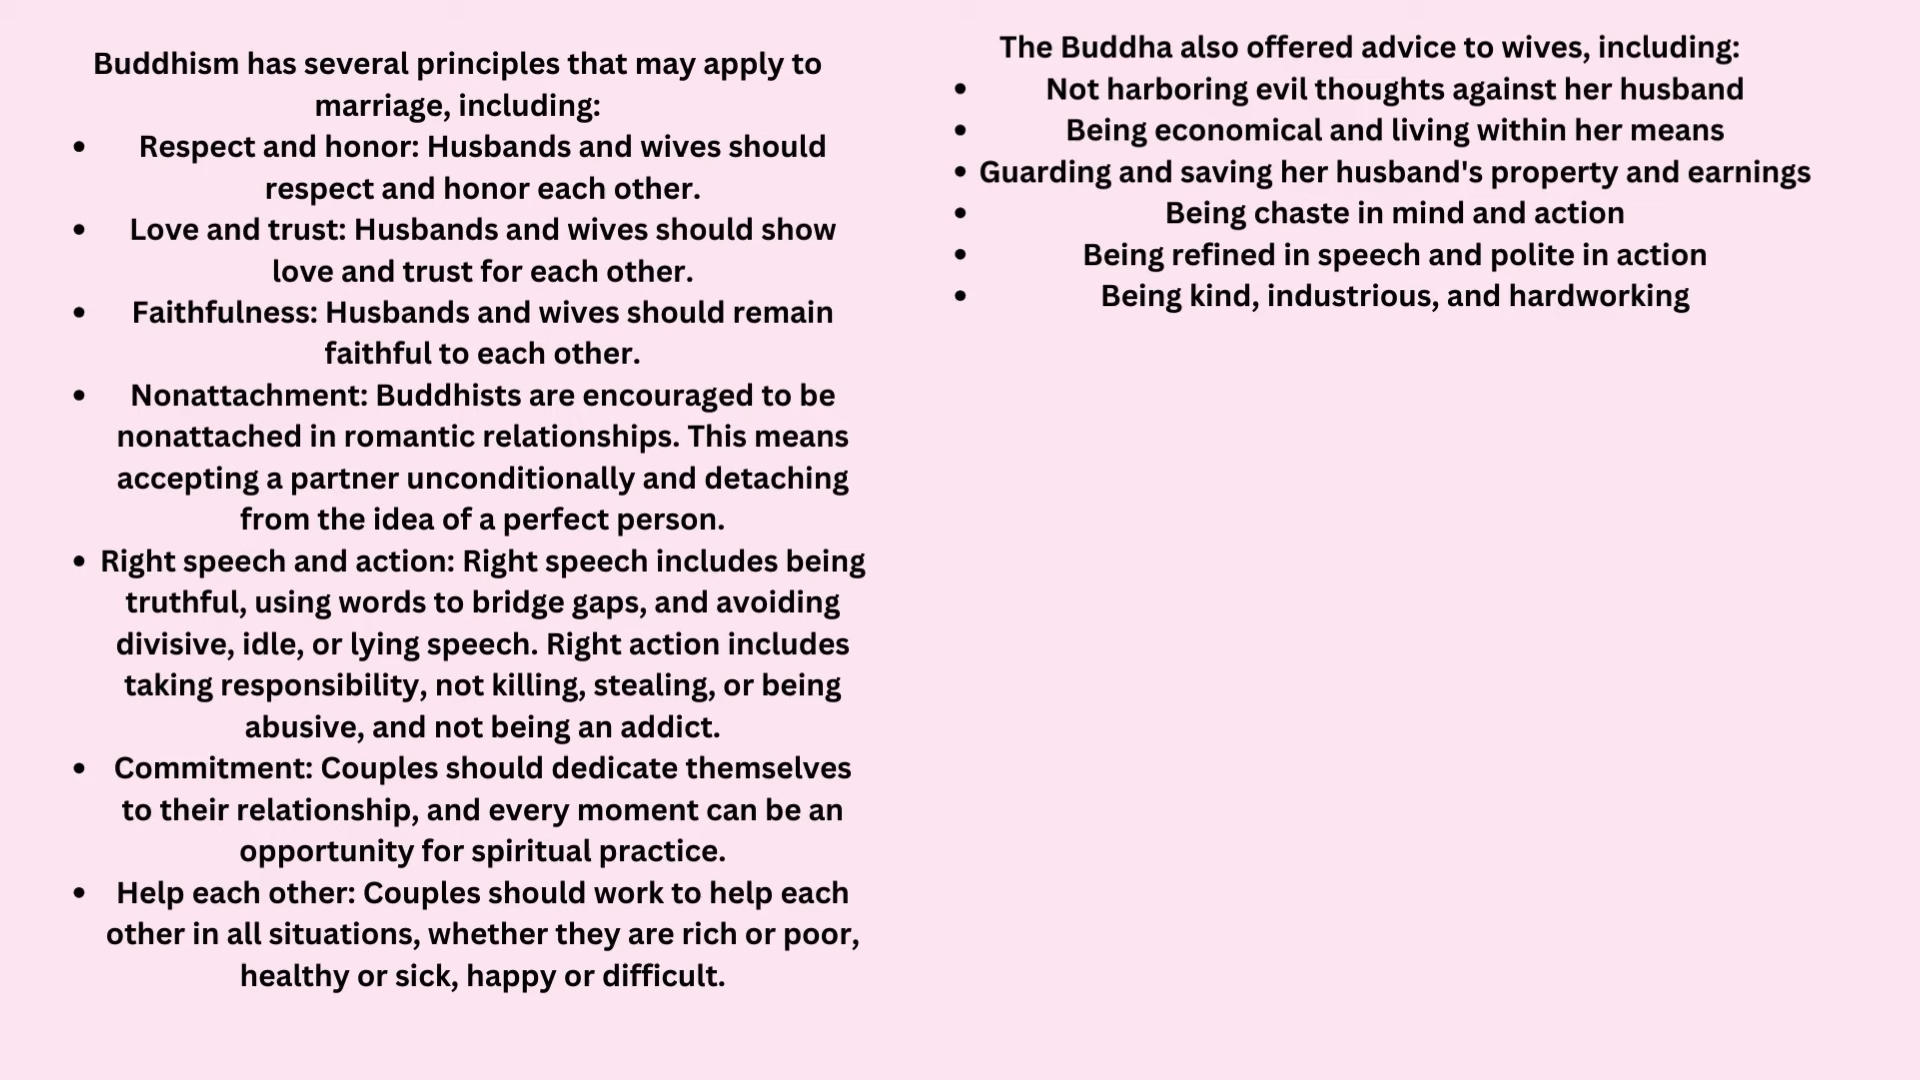 Buddhism has several principles that may apply to
marriage, including:
• Respect and honor: Husbands and wives should
respect and honor each other.
• Love and trust: Husbands and wives should show
love and trust for each other.
• Faithfulness: Husbands and wives should remain
faithful to each other.
• Nonattachment: Buddhists are encouraged to be
nonattached in romantic relationships. This means
accepting a partner unconditionally and detaching
from the idea of a perfect person.
• Right speech and action: Right speech includes being
truthful, using words to bridge gaps, and avoiding
divisive, idle, or lying speech. Right action includes
taking responsibility, not killing, stealing, or being
abusive, and not being an addict.
• Commitment: Couples should dedicate themselves
to their relationship, and every moment can be an
opportunity for spiritual practice.
• Help each other: Couples should work to help each
other in all situations, whether they are rich or poor,
healthy or sick, happy or difficult.
The Buddha also offered advice to wives, including:
• Not harboring evil thoughts against her husband
• Being economical and living within her means
• Guarding and saving her husband's property and earnings
• Being chaste in mind and action
• Being refined in speech and polite in action
• Being kind, industrious, and hardworking